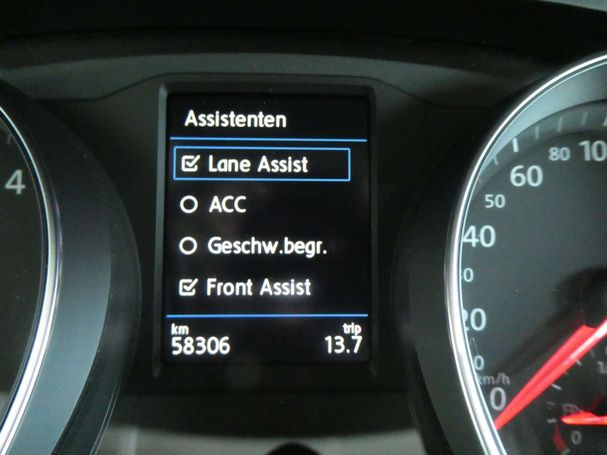 Assistenten
Lane Assist
ACC
Geschw.begr.
Front Assist
km trip
58306 13.7
4
80
60
50
40
20
0
km/h